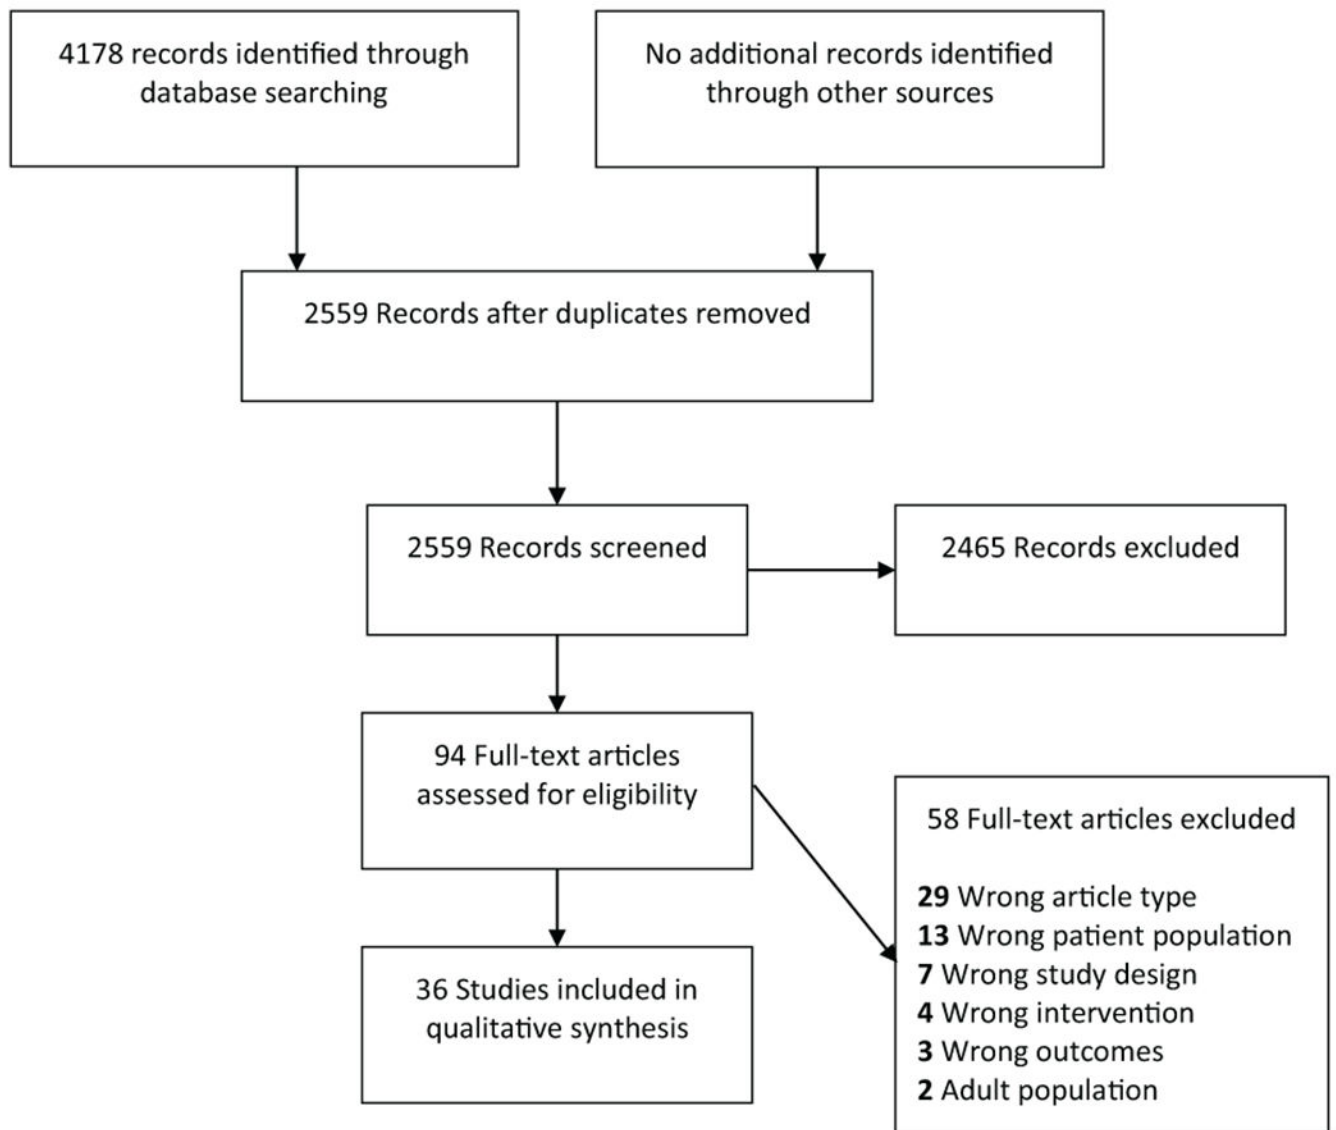 4178 records identified through
database searching
No additional records identified
through other sources
2559 Records after duplicates removed
2559 Records screened
2465 Records excluded
94 Full-text articles
assessed for eligibility
58 Full-text articles excluded
29 Wrong article type
13 Wrong patient population
7 Wrong study design
4 Wrong intervention
3 Wrong outcomes
2 Adult population
36 Studies included in
qualitative synthesis